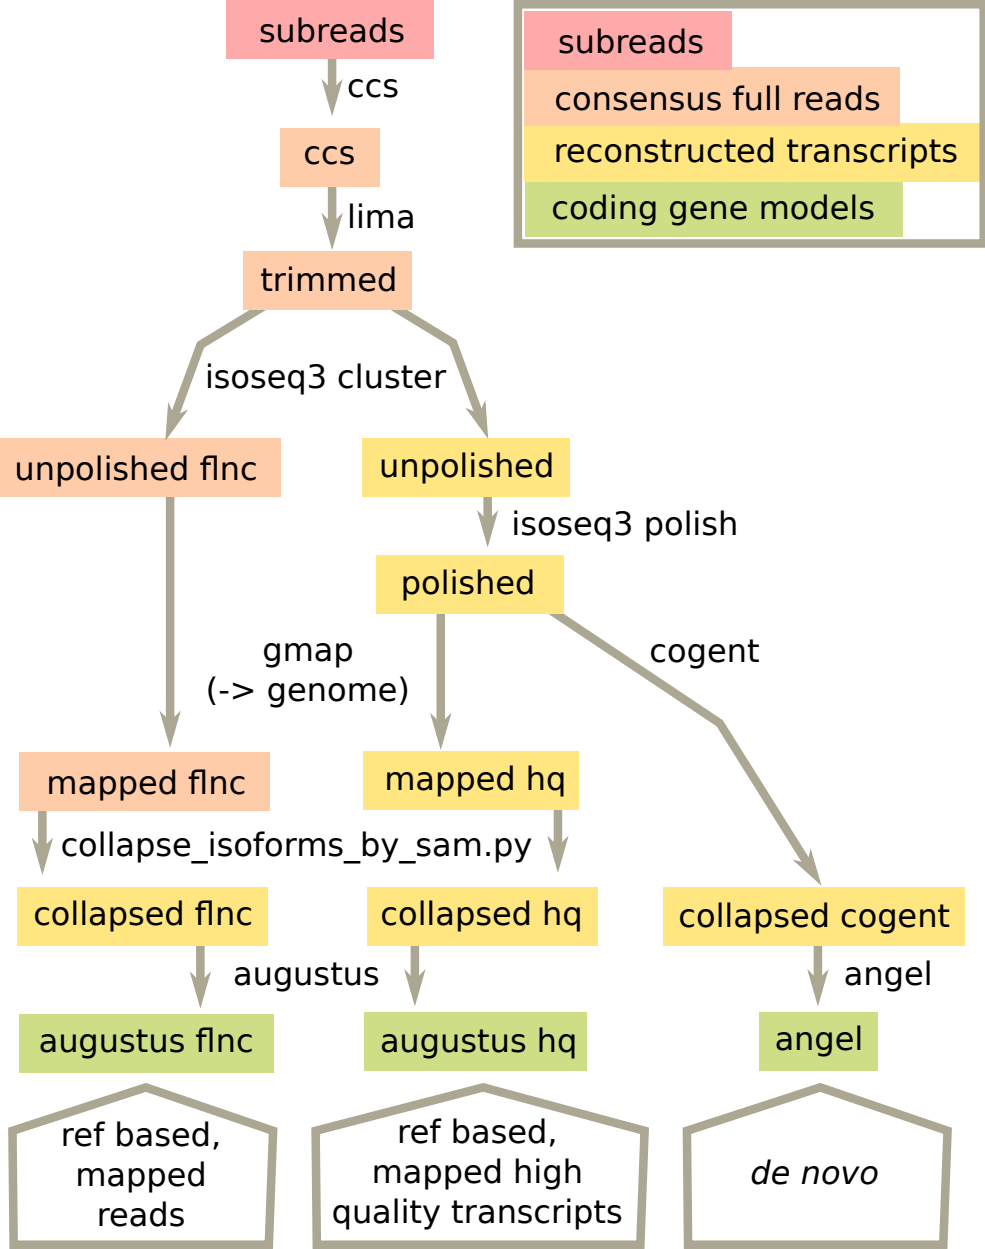 subreads
ccs
ccs
lima
trimmed
subreads
consensus full reads
reconstructed transcripts
coding gene models
isoseq3 cluster
unpolished flnc
unpolished
isoseq3 polish
polished
gmap
(-> genome)
cogent
mapped flnc
mapped hq
collapse_isoforms_by_sam.py
collapsed flnc
collapsed hq
collapsed cogent
augustus
angel
augustus flnc
augustus hq
angel
ref based,
mapped
reads
ref based,
mapped high
quality transcripts
de novo